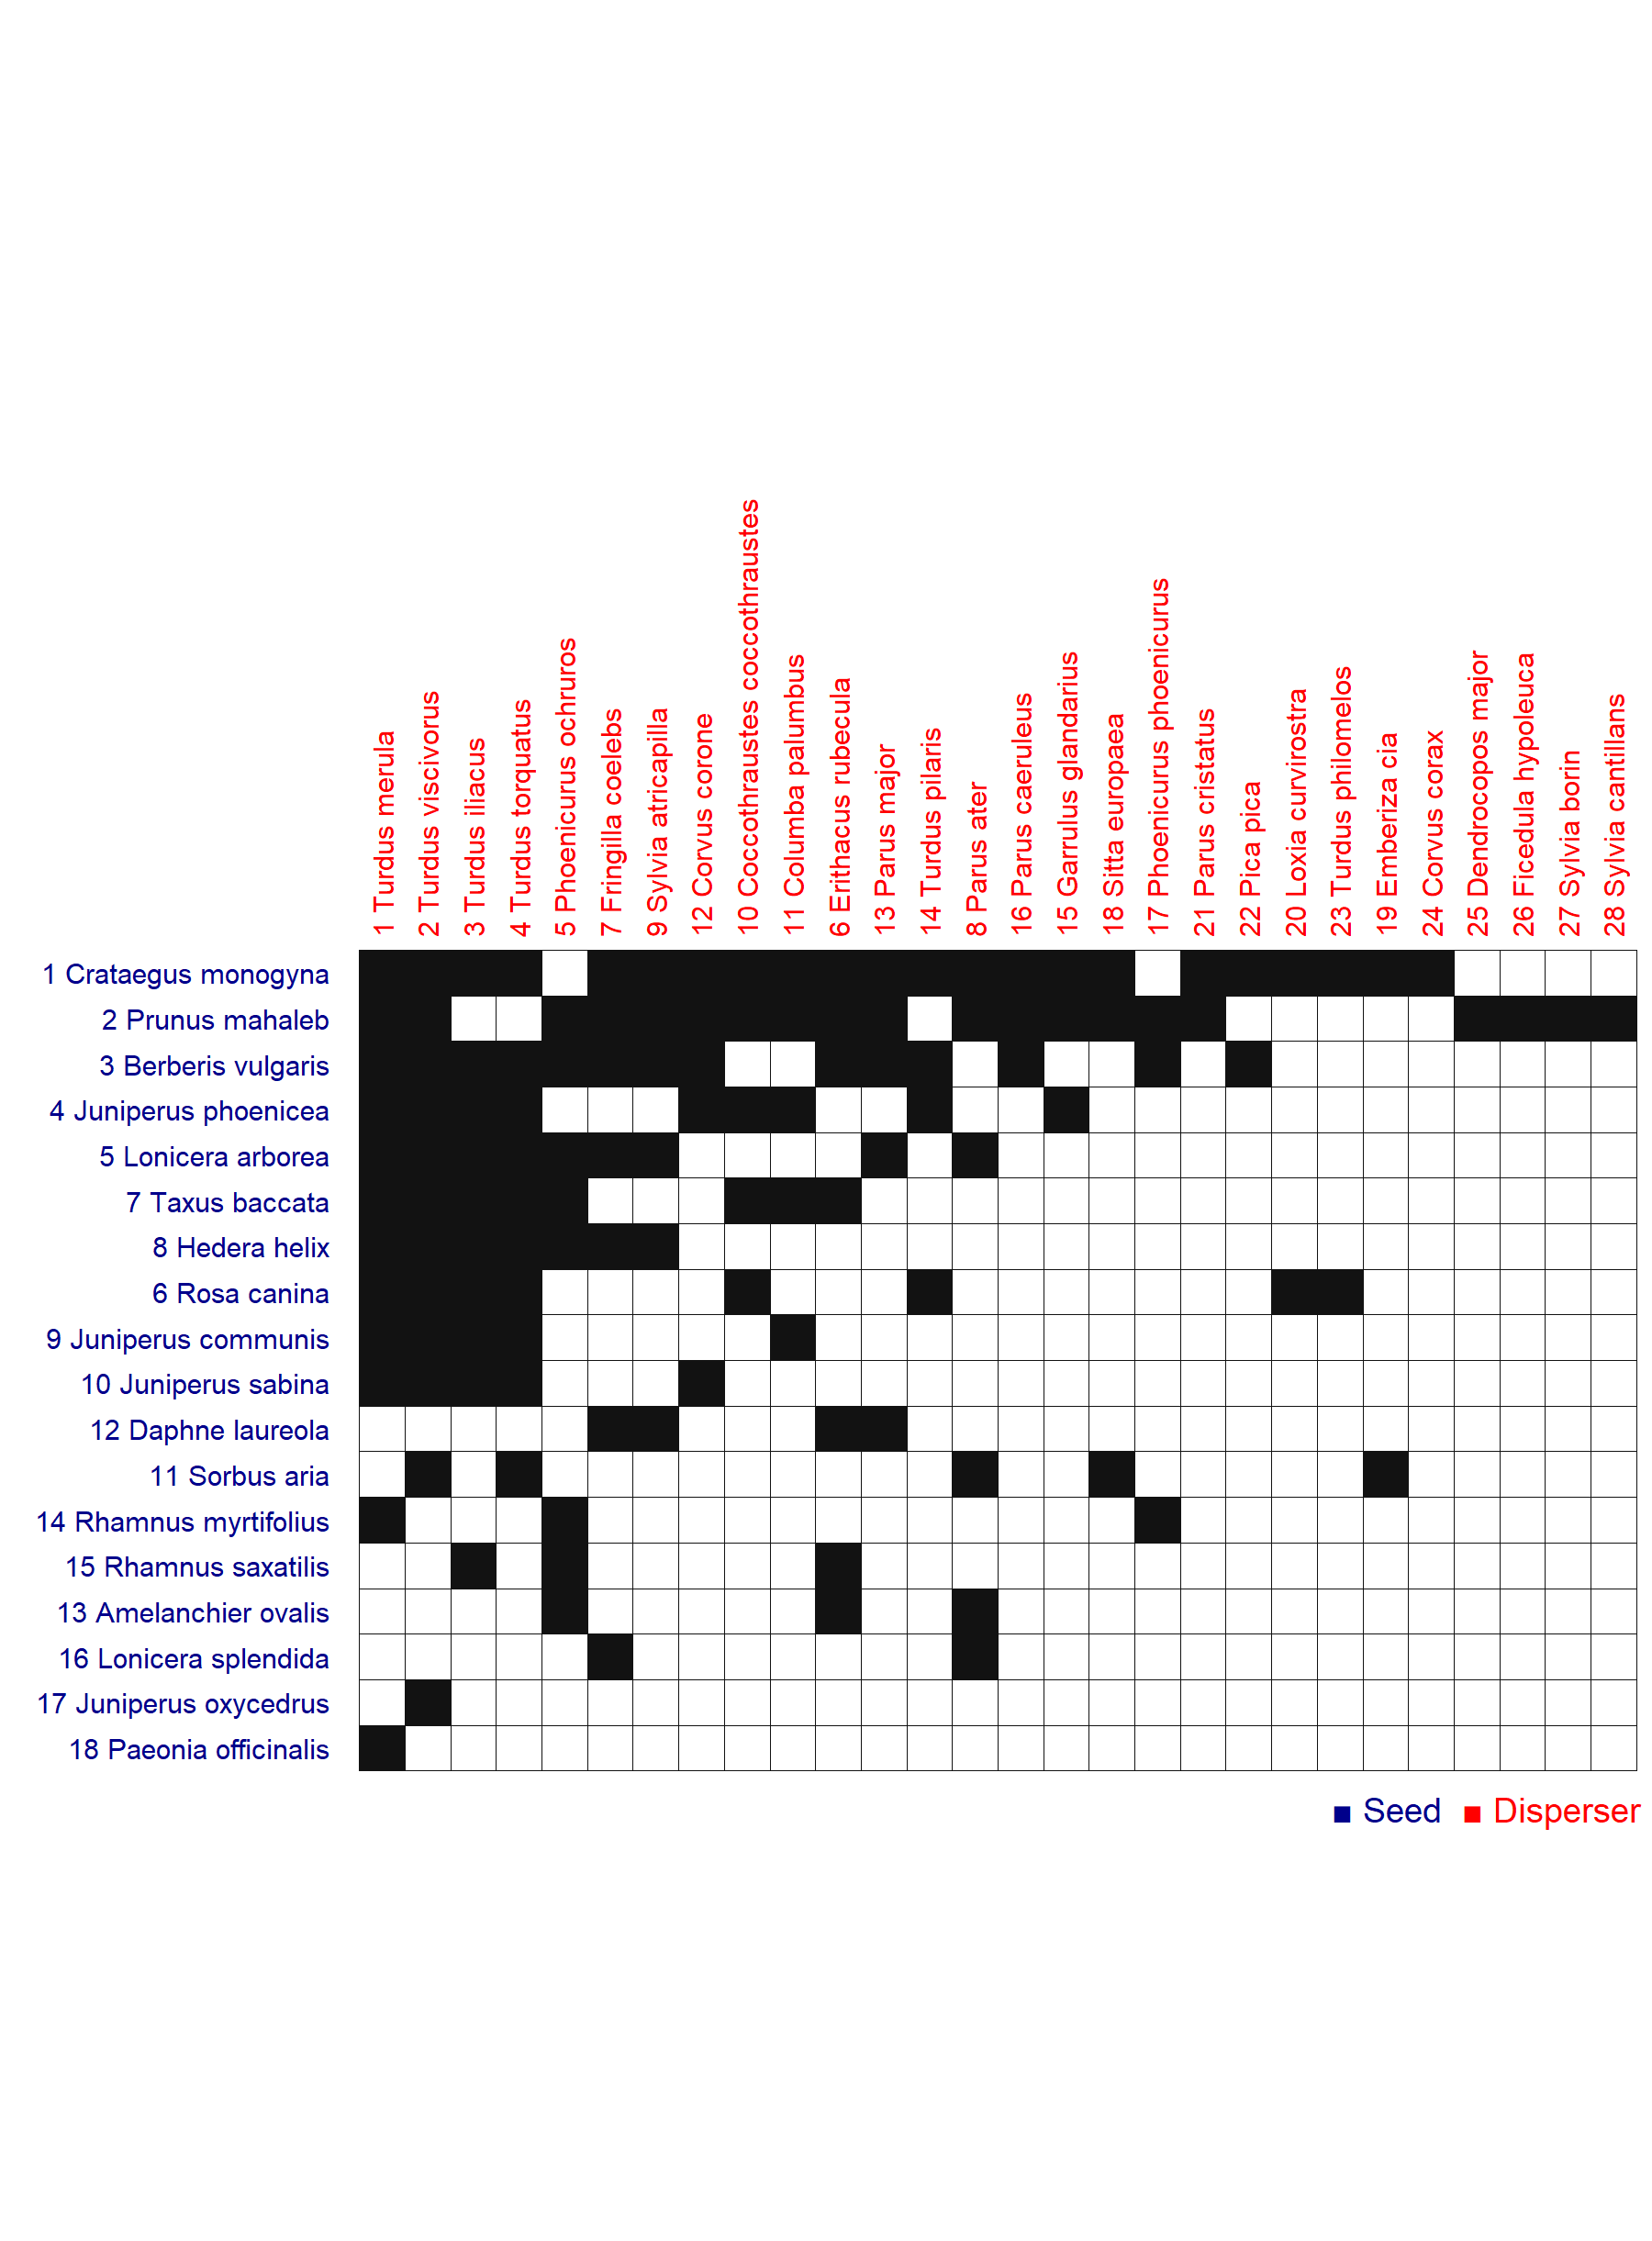 1 Turdus merula
2 Turdus viscivorus
3 Turdus iliacus
4 Turdus torquatus
5 Phoenicurus ochruros
7 Fringilla coelebs
9 Sylvia atricapilla
12 Corvus corone
10 Coccothraustes coccothraustes
11 Columba palumbus
6 Erithacus rubecula
13 Parus major
14 Turdus pilaris
8 Parus ater
16 Parus caeruleus
15 Garrulus glandarius
18 Sitta europaea
17 Phoenicurus phoenicurus
21 Parus cristatus
22 Pica pica
20 Loxia curvirostra
23 Turdus philomelos
19 Emberiza cia
24 Corvus corax
25 Dendrocopos major
26 Ficedula hypoleuca
27 Sylvia borin
28 Sylvia cantillans
1 Crataegus monogyna
2 Prunus mahaleb
3 Berberis vulgaris
4 Juniperus phoenicea
5 Lonicera arborea
7 Taxus baccata
8 Hedera helix
6 Rosa canina
9 Juniperus communis
10 Juniperus sabina
12 Daphne laureola
11 Sorbus aria
14 Rhamnus myrtifolius
15 Rhamnus saxatilis
13 Amelanchier ovalis
16 Lonicera splendida
17 Juniperus oxycedrus
18 Paeonia officinalis
Seed Disperser